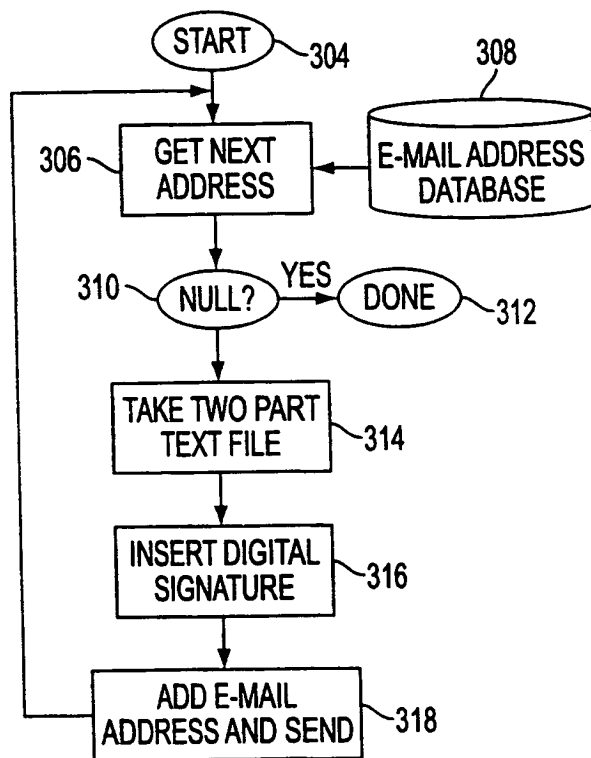 START
304
308
306
GET NEXT
ADDRESS
E-MAIL ADDRESS
DATABASE
310
NULL?
YES
DONE
312
TAKE TWO PART
TEXT FILE
314
INSERT DIGITAL
SIGNATURE
316
ADD E-MAIL
ADDRESS AND SEND
318